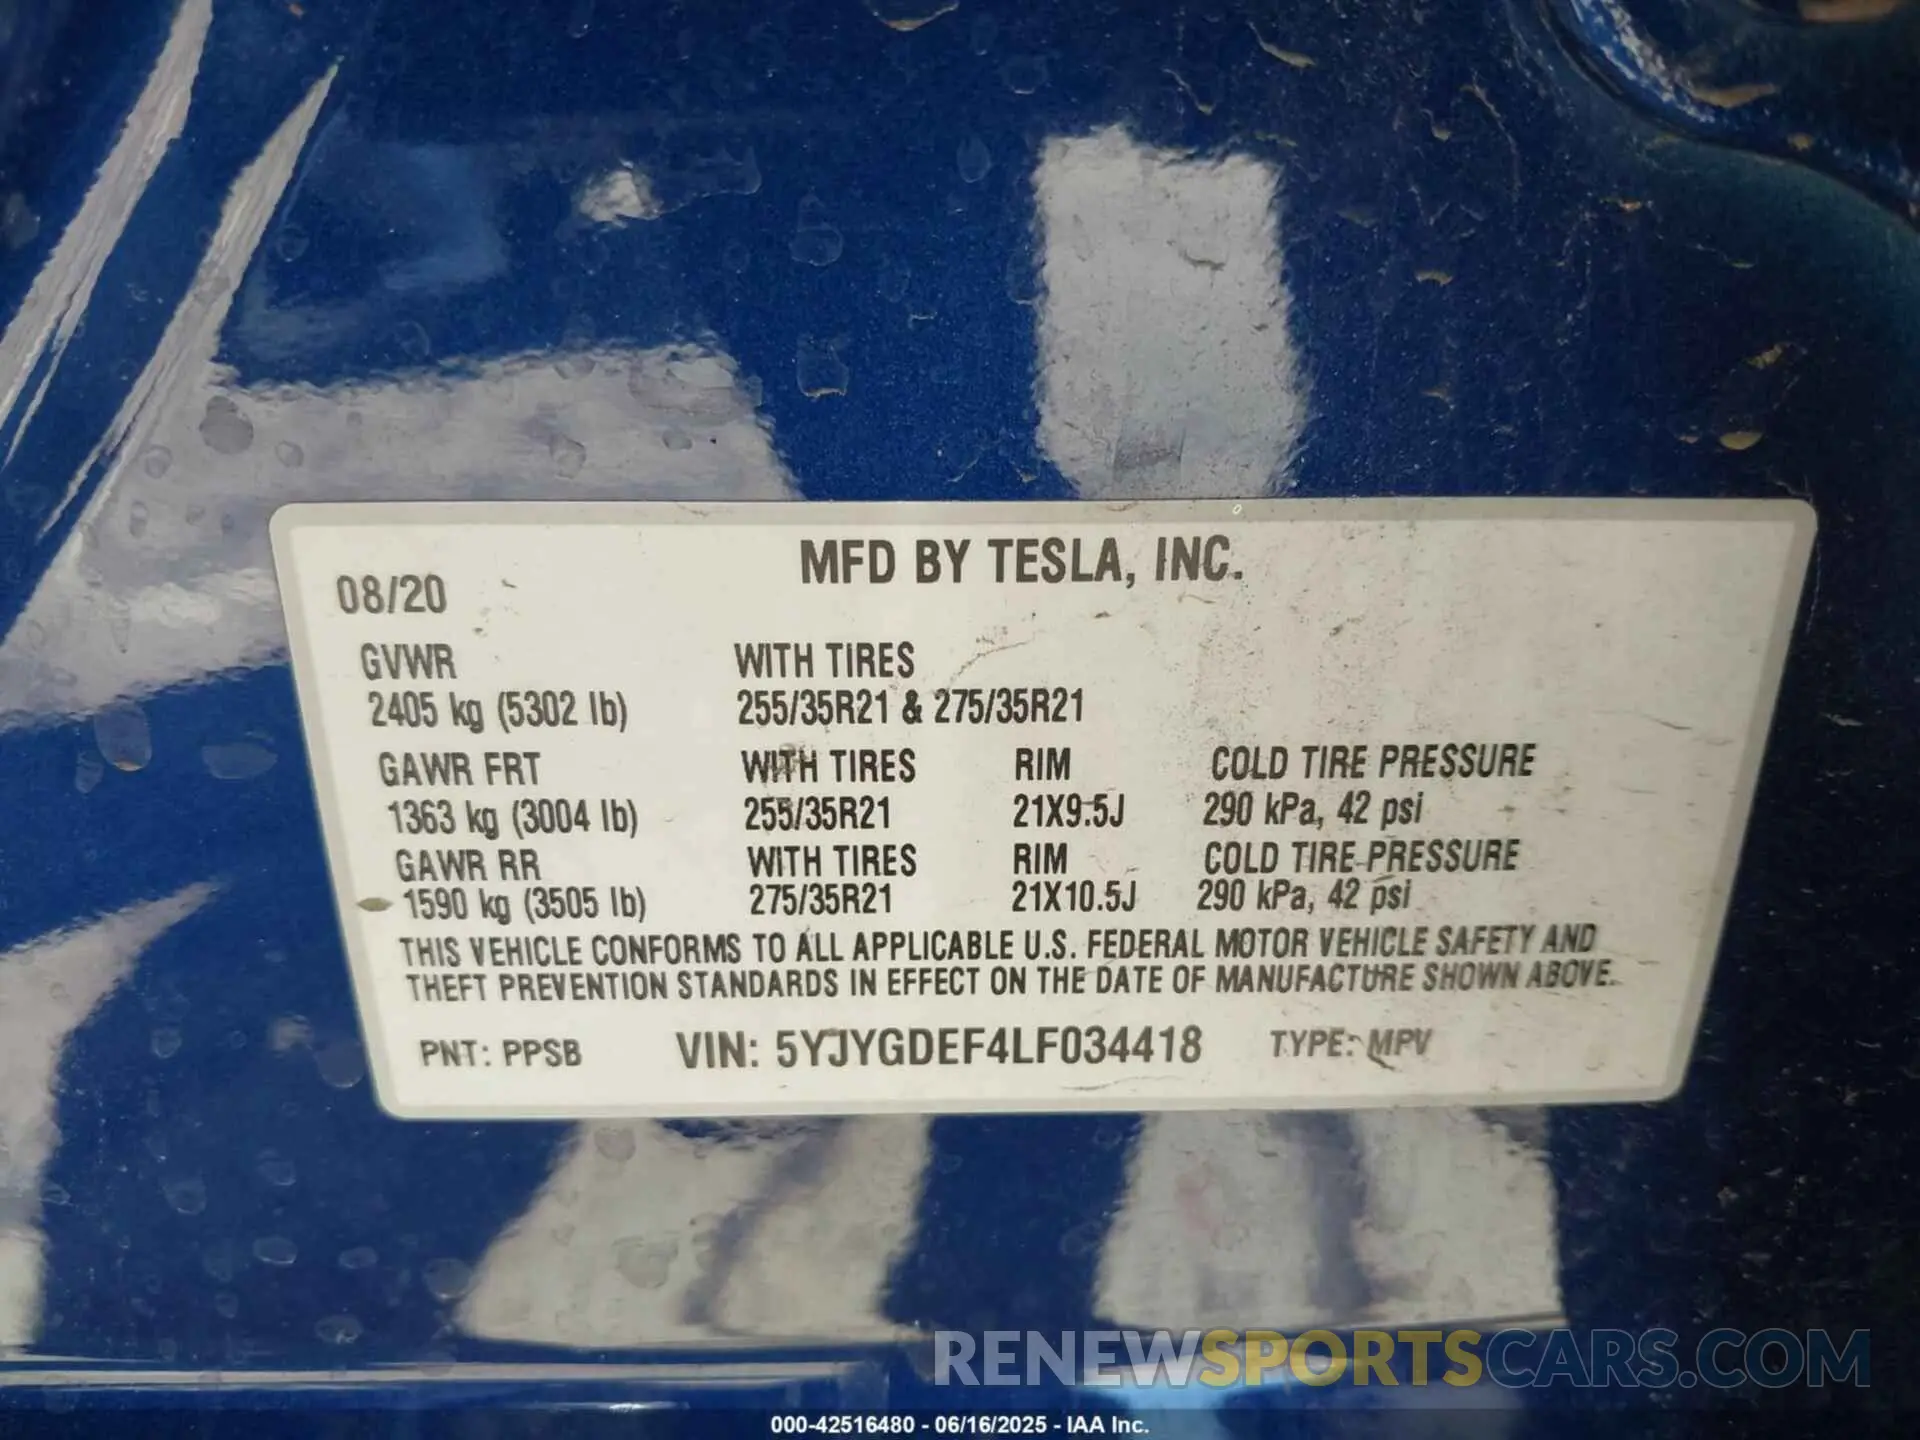 MFD BY TESLA, INC.
08/20
GVWR WITH TIRES
2405 kg (5302 lb) 255/35R21 & 275/35R21
GAWR FRT WITH TIRES RIM COLD TIRE PRESSURE
1363 kg (3004 lb) 255/35R21 21X9.5J 290 kPa, 42 psi
GAWR RR WITH TIRES RIM COLD TIRE PRESSURE
1590 kg (3505 lb) 275/35R21 21X10.5J 290 kPa, 42 psi
THIS VEHICLE CONFORMS TO ALL APPLICABLE U.S. FEDERAL MOTOR VEHICLE SAFETY AND
THEFT PREVENTION STANDARDS IN EFFECT ON THE DATE OF MANUFACTURE SHOWN ABOVE.
PNT: PPSB VIN: 5YJYGDEF4LF034418 TYPE: MPV
RENEWSPORTSCARS.COM
000-42516480 - 06/16/2025 - IAA Inc.